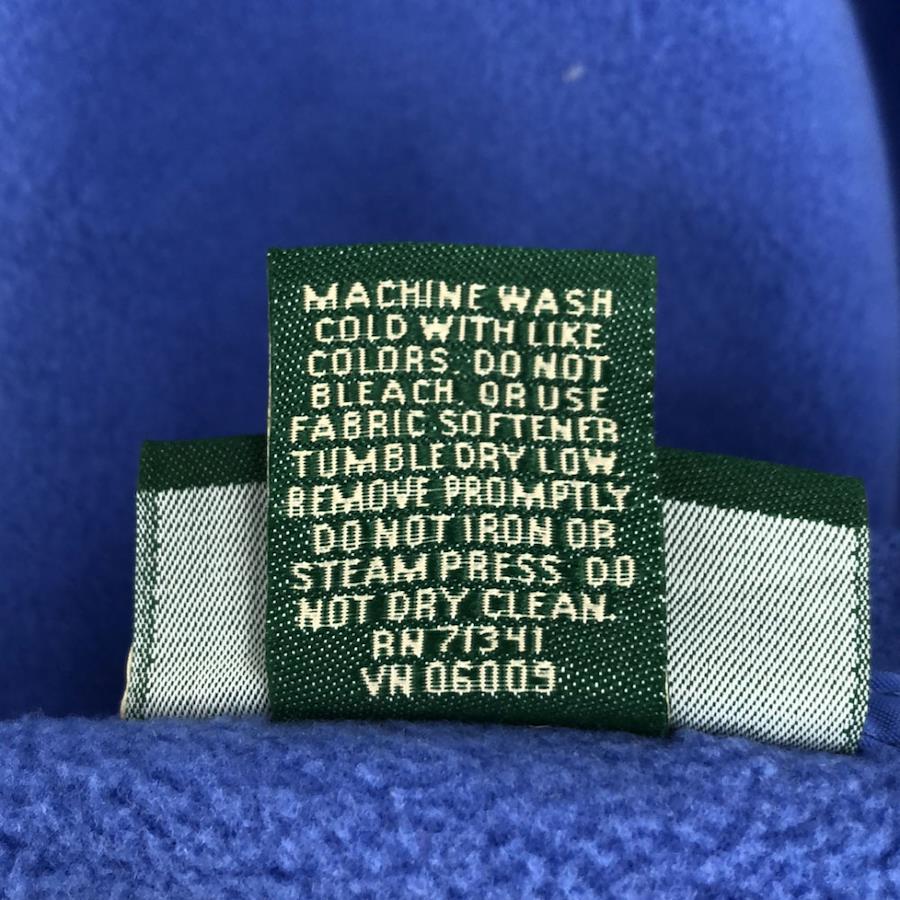 MACHINE WASH
COLD WITH LIKE
COLORS. DO NOT
BLEACH. OR USE
FABRIC SOFTENER
TUMBLE DRY LOW
REMOVE PROMPTLY
DO NOT IRON OR
STEAM PRESS. DO
NOT DRY CLEAN.
RN 71341
VN 06009